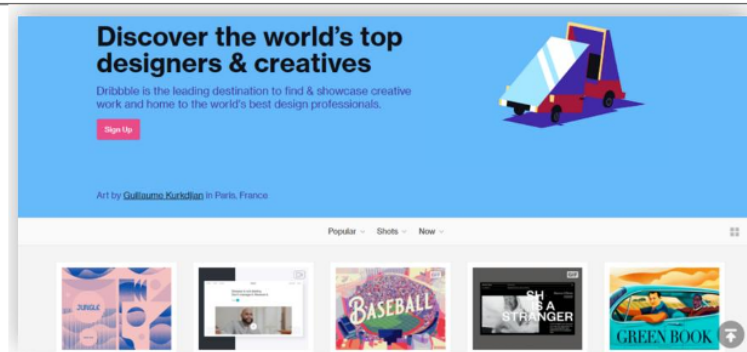 Discover the world's top
designers & creatives
Dribbble is the leading destination to find & showcase creative
work and home to the world's best design professionals.
Sign Up
Art by Guillaume Kurkdjian in Paris, France
Popular Shots Now
JUNGLE
BASEBALL
GIF
SH
IS A
STRANGER
GREEN BOOK